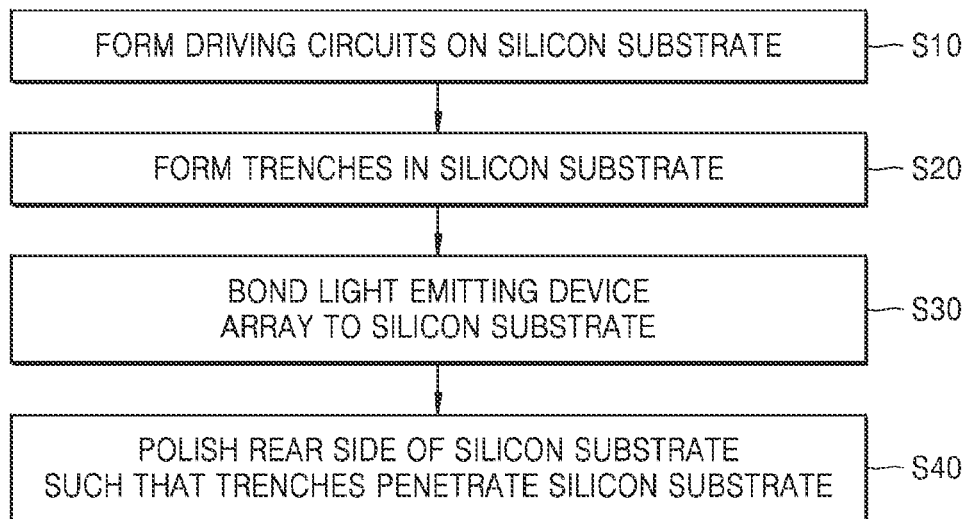 FORM DRIVING CIRCUITS ON SILICON SUBSTRATE
S10
FORM TRENCHES IN SILICON SUBSTRATE
S20
BOND LIGHT EMITTING DEVICE
ARRAY TO SILICON SUBSTRATE
S30
POLISH REAR SIDE OF SILICON SUBSTRATE
SUCH THAT TRENCHES PENETRATE SILICON SUBSTRATE
S40